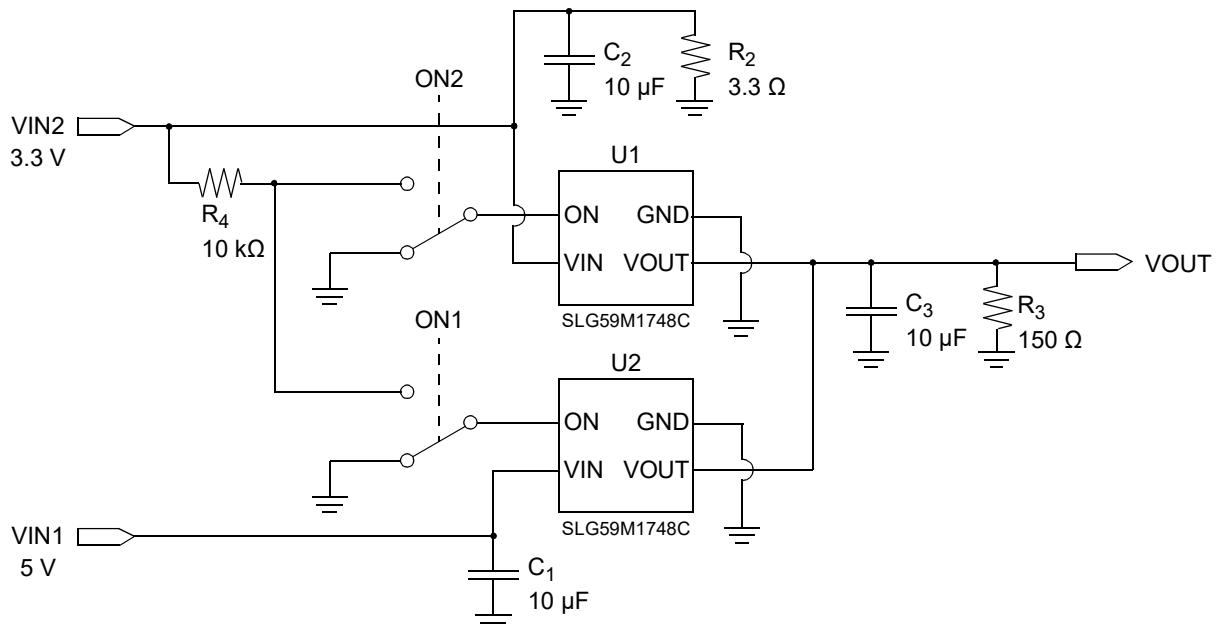 C2
10 µF
R2
3.3 Ω
ON2
VIN2
3.3 V
R4
10 kΩ
U1
ON
GND
VIN
VOUT
SLG59M1748C
VOUT
C3
10 µF
R3
150 Ω
ON1
U2
ON
GND
VIN
VOUT
SLG59M1748C
VIN1
5 V
C1
10 µF